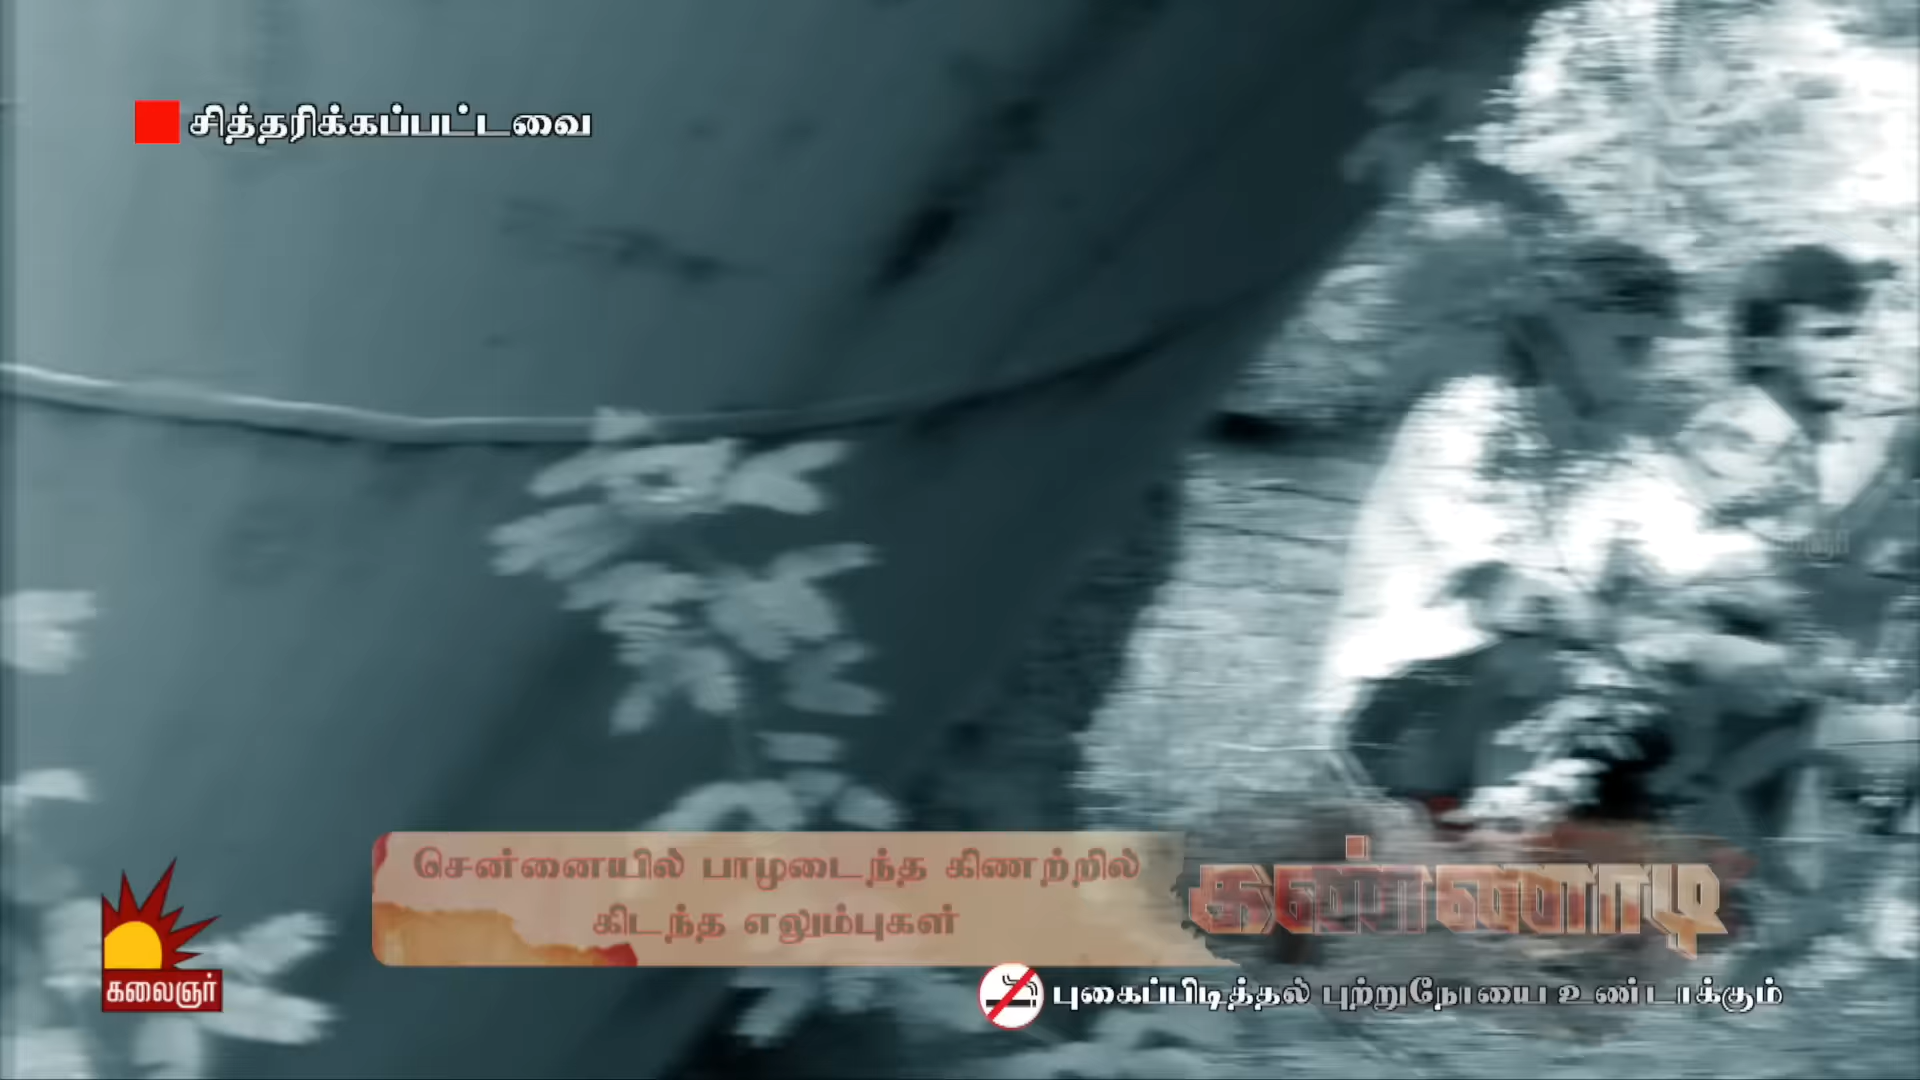 சித்தரிக்கப்பட்டவை
சென்னையில் பாழடைந்த கிணற்றில்
கிடந்த எலும்புகள்
கண்ணாடி
கலைஞர்
புகைப்பிடித்தல் புற்றுநோயை உண்டாக்கும்